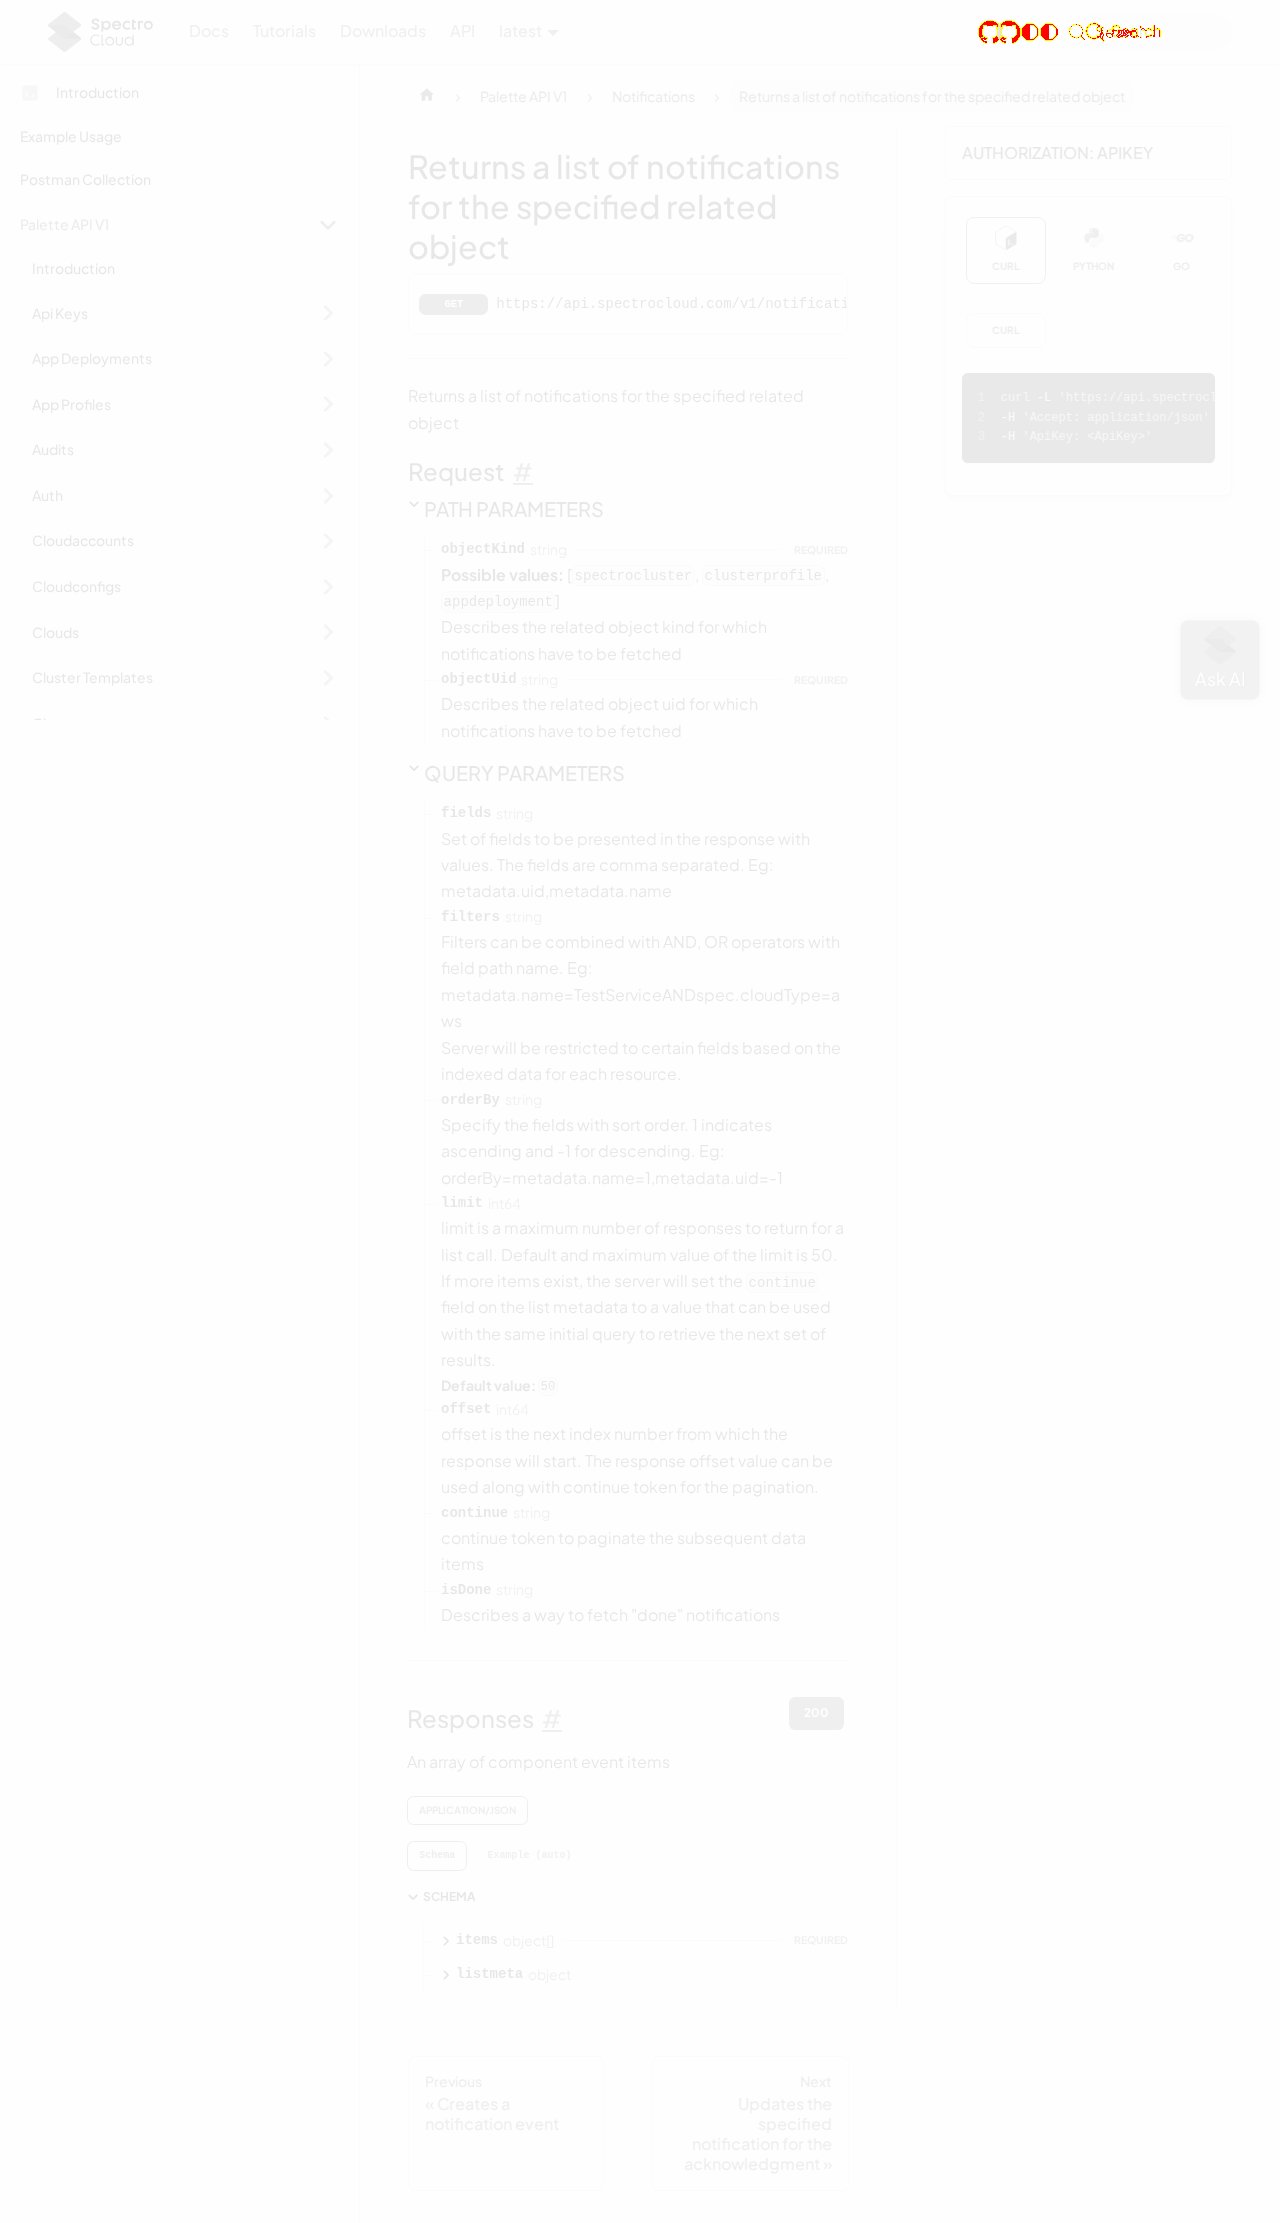 Spectro
Cloud
Docs
Tutorials
Downloads
API
latest
Search
Introduction
Example Usage
Postman Collection
Palette API V1
Introduction
Api Keys
App Deployments
App Profiles
Audits
Auth
Cloudaccounts
Cloudconfigs
Clouds
Cluster Templates
Palette API V1
Notifications
Returns a list of notifications for the specified related object
Returns a list of notifications
for the specified related
object
GET https://api.spectrocloud.com/v1/notificati
Returns a list of notifications for the specified related
object
Request #
PATH PARAMETERS
objectKind string REQUIRED
Possible values: [spectrocluster, clusterprofile,
appdeployment]
Describes the related object kind for which
notifications have to be fetched
objectUid string REQUIRED
Describes the related object uid for which
notifications have to be fetched
QUERY PARAMETERS
fields string
Set of fields to be presented in the response with
values. The fields are comma separated. Eg:
metadata.uid,metadata.name
filters string
Filters can be combined with AND, OR operators with
field path name. Eg:
metadata.name=TestServiceANDspec.cloudType=a
ws
Server will be restricted to certain fields based on the
indexed data for each resource.
orderBy string
Specify the fields with sort order. 1 indicates
ascending and -1 for descending. Eg:
orderBy=metadata.name=1,metadata.uid=-1
limit int64
limit is a maximum number of responses to return for a
list call. Default and maximum value of the limit is 50.
If more items exist, the server will set the continue
field on the list metadata to a value that can be used
with the same initial query to retrieve the next set of
results.
Default value: 50
offset int64
offset is the next index number from which the
response will start. The response offset value can be
used along with continue token for the pagination.
continue string
continue token to paginate the subsequent data
items
isDone string
Describes a way to fetch "done" notifications
Responses #
200
An array of component event items
APPLICATION/JSON
Schema
Example (auto)
SCHEMA
items object[] REQUIRED
listmeta object
Previous
« Creates a
notification event
Next
Updates the
specified
notification for the
acknowledgment »
AUTHORIZATION: APIKEY
CURL
PYTHON
GO
GO
CURL
1 curl -L 'https://api.spectrocl
2 -H 'Accept: application/json'
3 -H 'ApiKey: <ApiKey>'
Ask AI